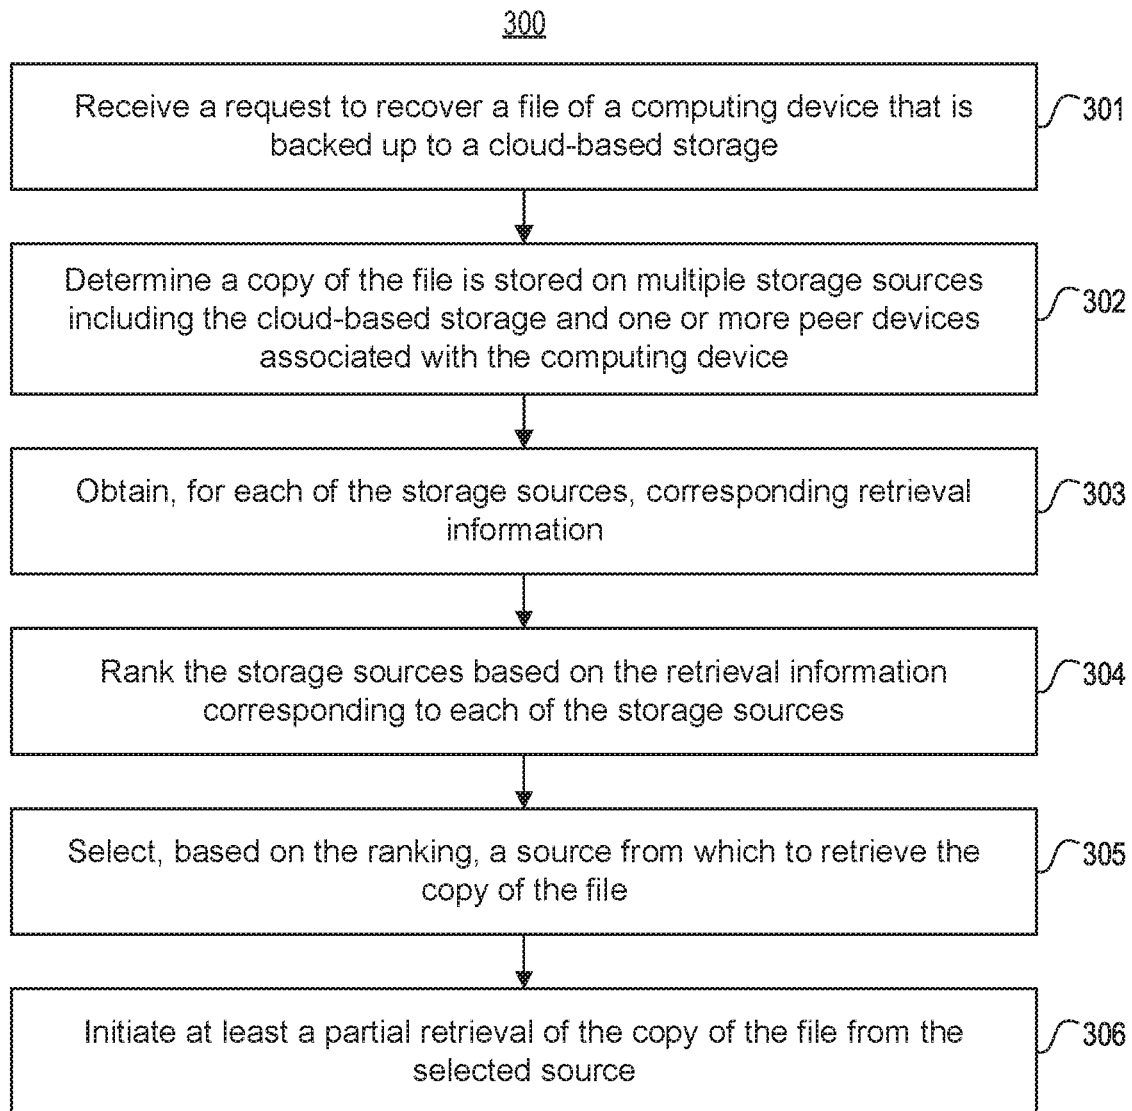 300
Receive a request to recover a file of a computing device that is
backed up to a cloud-based storage
301
Determine a copy of the file is stored on multiple storage sources
including the cloud-based storage and one or more peer devices
associated with the computing device
302
Obtain, for each of the storage sources, corresponding retrieval
information
303
Rank the storage sources based on the retrieval information
corresponding to each of the storage sources
304
Select, based on the ranking, a source from which to retrieve the
copy of the file
305
Initiate at least a partial retrieval of the copy of the file from the
selected source
306